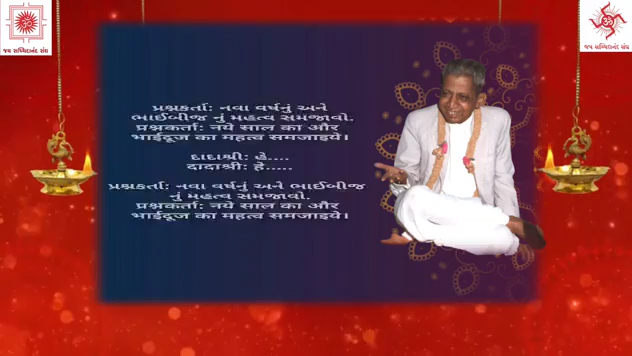 જય સચ્ચિદાનંદ સંઘ
જય સચ્ચિદાનંદ સંઘ
પ્રશ્નકર્તા: નવા વર્ષનું અને
ભાઈબીજ નું મહત્વ સમજાવો.
प्रश्नकर्ता: नये साल का और
भाईदूज का महत्व समजाइये।
દાદાશ્રી: હે....
दादाश्री: हे.....
પ્રશ્નકર્તા: નવા વર્ષનું અને ભાઈબીજ
નું મહત્વ સમજાવો.
प्रश्नकर्ता: नये साल का और
भाईदूज का महत्व समजाइये।